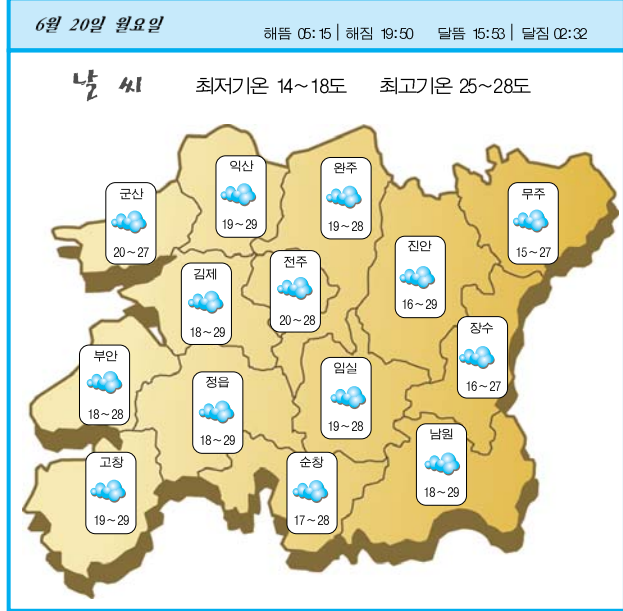 6월 20일 월요일
해뜸 05:15 | 해짐 19:50 달뜸 15:53 | 달짐 02:32
날 씨 최저기온 14~18도 최고기온 25~28도
군산
20~27
익산
19~29
완주
19~28
무주
15~27
김제
18~29
전주
20~28
진안
16~29
장수
16~27
부안
18~28
정읍
18~29
임실
19~28
남원
18~29
고창
19~29
순창
17~28